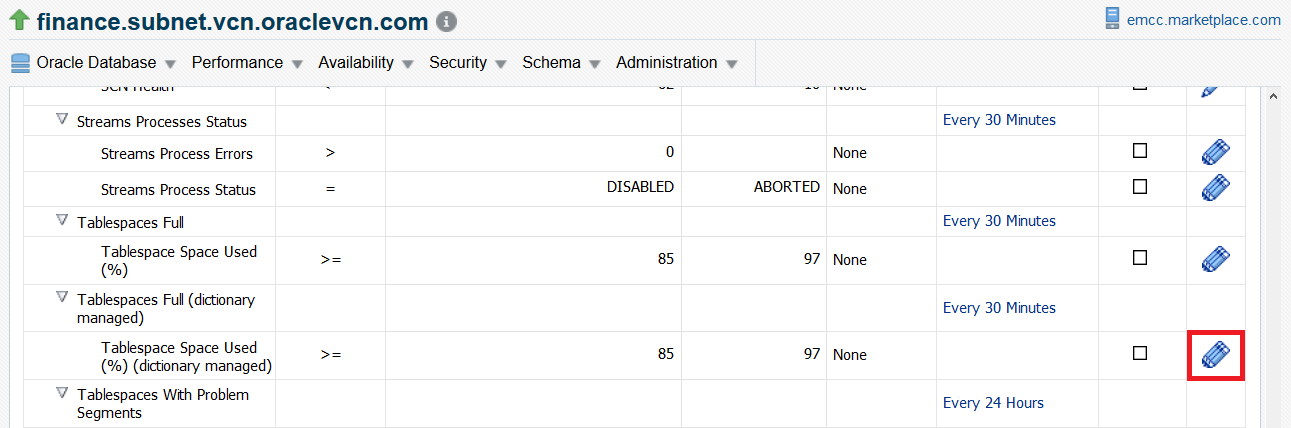 finance.subnet.vcn.oraclevcn.com
emcc.marketplace.com
Oracle Database Performance Availability Security Schema Administration
SCN Health None
Streams Processes Status Every 30 Minutes
Streams Process Errors > 0 None
Streams Process Status = DISABLED ABORTED None
Tablespaces Full Every 30 Minutes
Tablespace Space Used
(%) >= 85 97 None
Tablespaces Full (dictionary
managed) Every 30 Minutes
Tablespace Space Used
(%) (dictionary managed) >= 85 97 None
Tablespaces With Problem
Segments Every 24 Hours